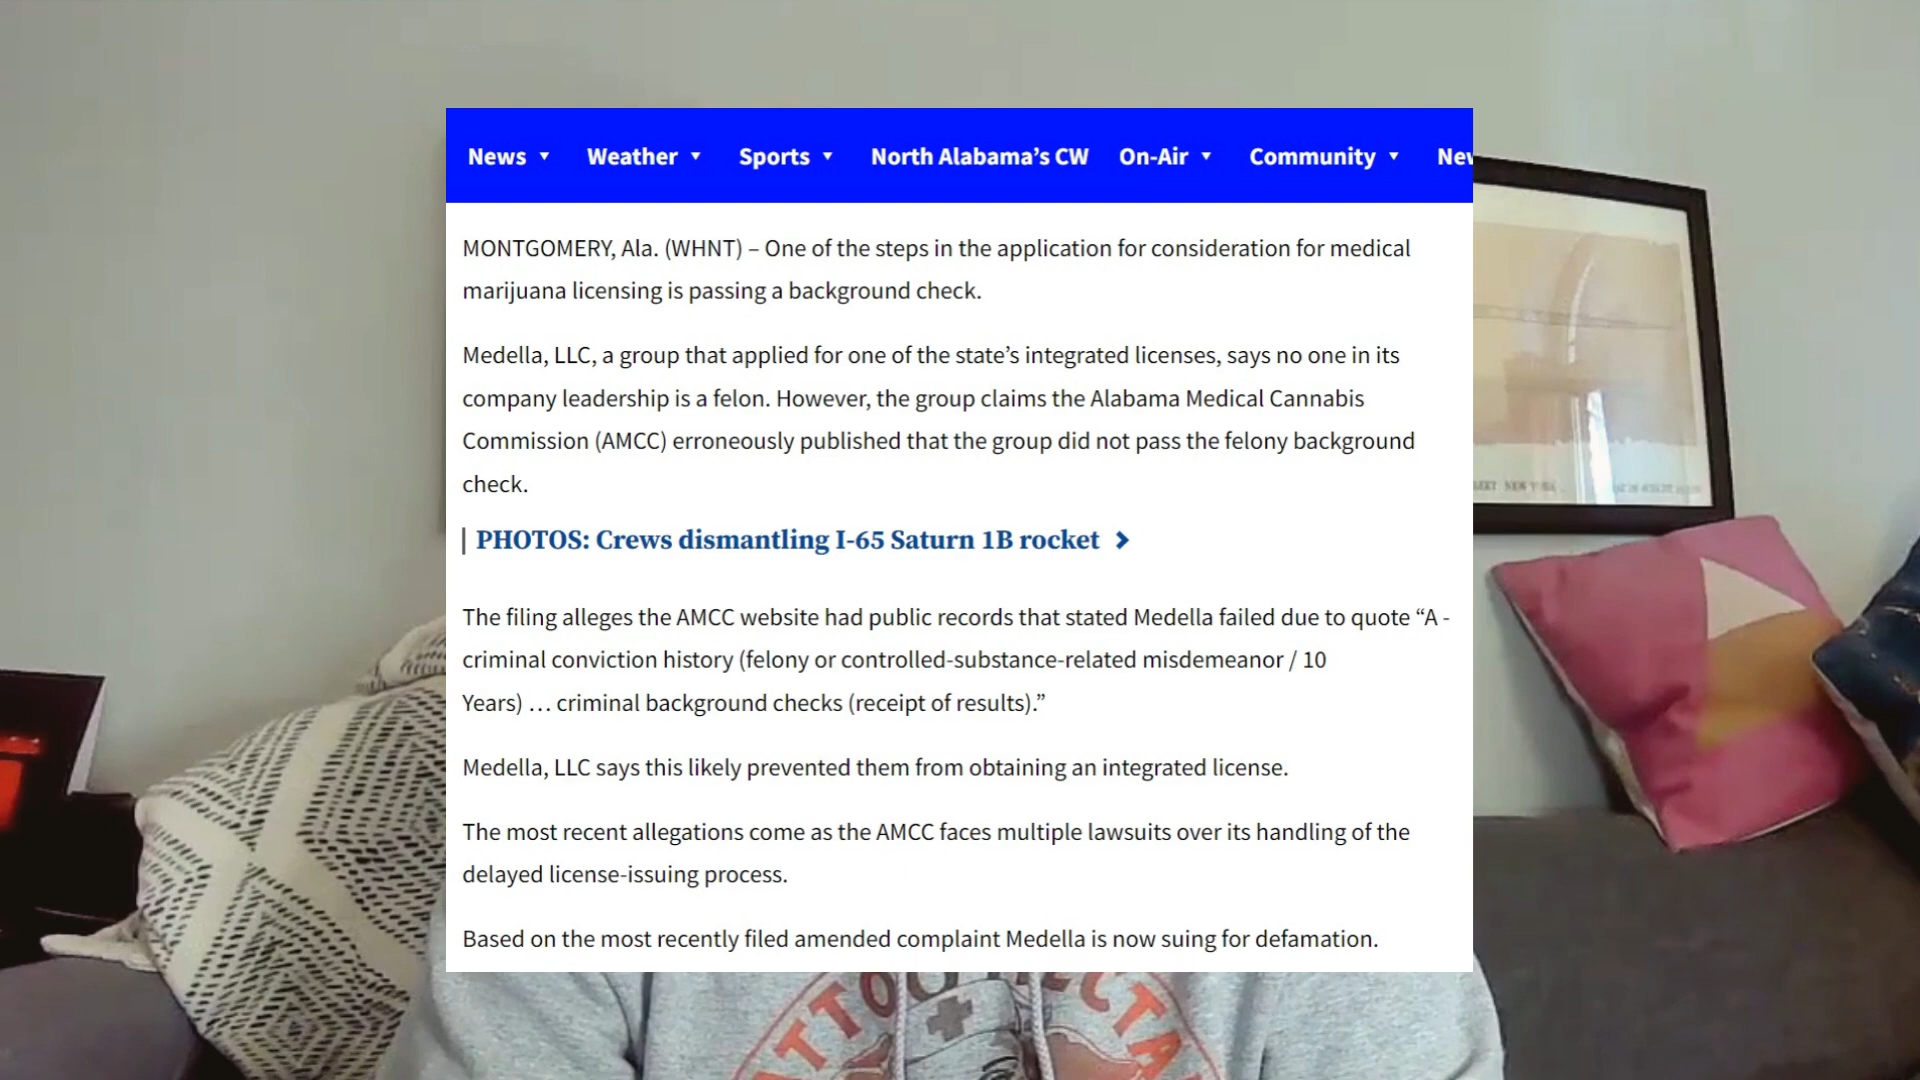 News ▼ Weather ▼ Sports ▼ North Alabama’s CW On-Air ▼ Community ▼
MONTGOMERY, Ala. (WHNT) – One of the steps in the application for consideration for medical
marijuana licensing is passing a background check.
Medella, LLC, a group that applied for one of the state’s integrated licenses, says no one in its
company leadership is a felon. However, the group claims the Alabama Medical Cannabis
Commission (AMCC) erroneously published that the group did not pass the felony background
check.
PHOTOS: Crews dismantling I-65 Saturn 1B rocket
The filing alleges the AMCC website had public records that stated Medella failed due to quote “A -
criminal conviction history (felony or controlled-substance-related misdemeanor / 10
Years) … criminal background checks (receipt of results).”
Medella, LLC says this likely prevented them from obtaining an integrated license.
The most recent allegations come as the AMCC faces multiple lawsuits over its handling of the
delayed license-issuing process.
Based on the most recently filed amended complaint Medella is now suing for defamation.